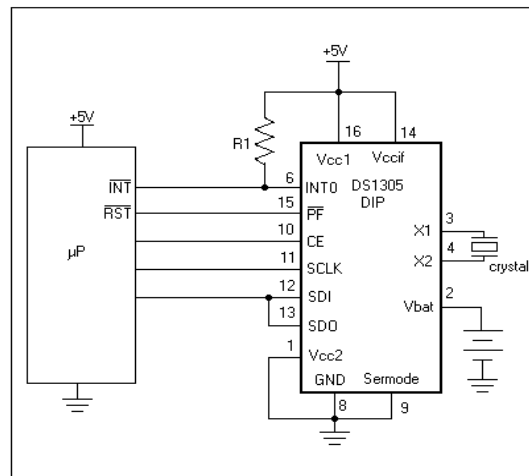 +5V
16
14
+5V
R1
Vcc1
Vccif
INT
6
INT0
DS1305
DIP
RST
15
PF
µP
10
CE
X1
3
11
SCLK
X2
4
crystal
12
SDI
13
SDO
Vbat
2
1
Vcc2
GND
Sermode
8
9